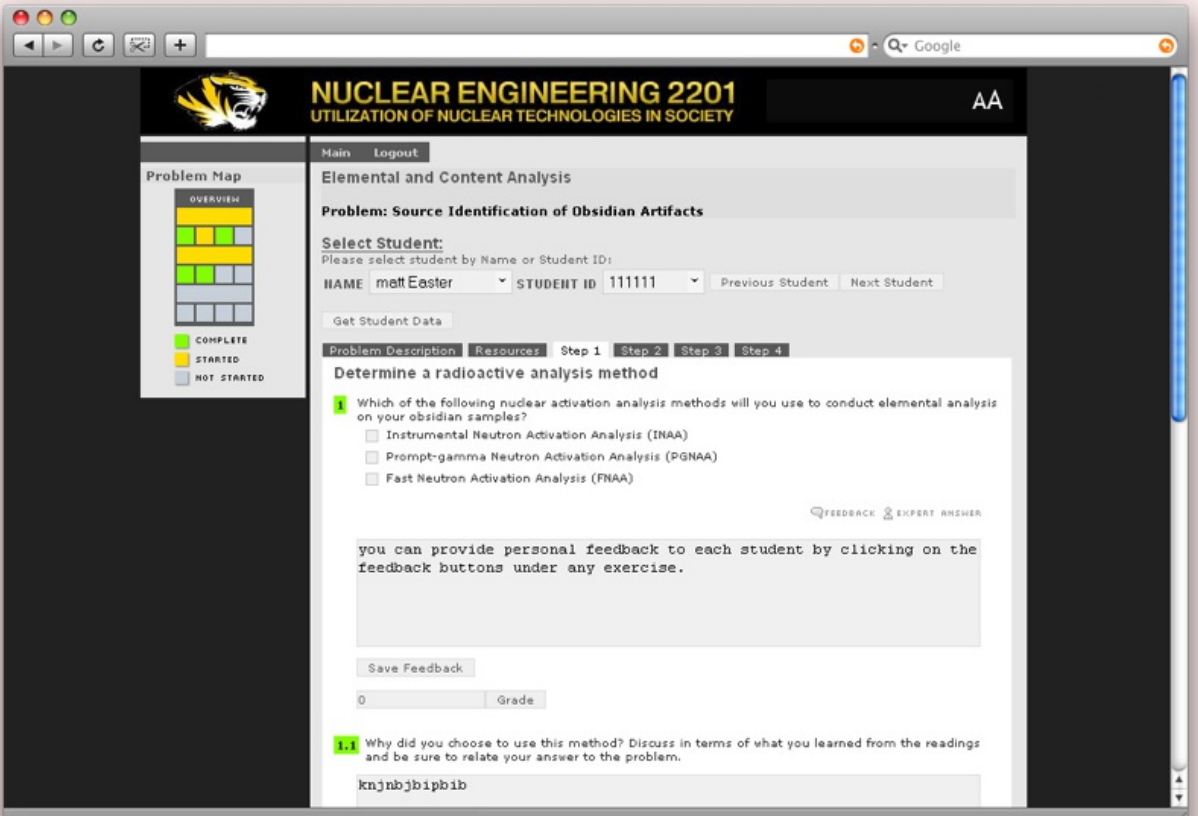 Google
NUCLEAR ENGINEERING 2201
UTILIZATION OF NUCLEAR TECHNOLOGIES IN SOCIETY
AA
Main Logout
Problem Map
OVERVIEW
COMPLETE
STARTED
NOT STARTED
Elemental and Content Analysis
Problem: Source Identification of Obsidian Artifacts
Select Student:
Please select student by Name or Student ID:
NAME matt Easter STUDENT ID 111111 Previous Student Next Student
Get Student Data
Problem Description Resources Step 1 Step 2 Step 3 Step 4
Determine a radioactive analysis method
1 Which of the following nuclear activation analysis methods will you use to conduct elemental analysis
on your obsidian samples?
Instrumental Neutron Activation Analysis (INAA)
Prompt-gamma Neutron Activation Analysis (PGNAA)
Fast Neutron Activation Analysis (FNAA)
FEEDBACK EXPERT ANSWER
you can provide personal feedback to each student by clicking on the
feedback buttons under any exercise.
Save Feedback
0 Grade
1.1 Why did you choose to use this method? Discuss in terms of what you learned from the readings
and be sure to relate your answer to the problem.
knjnbjbipbib